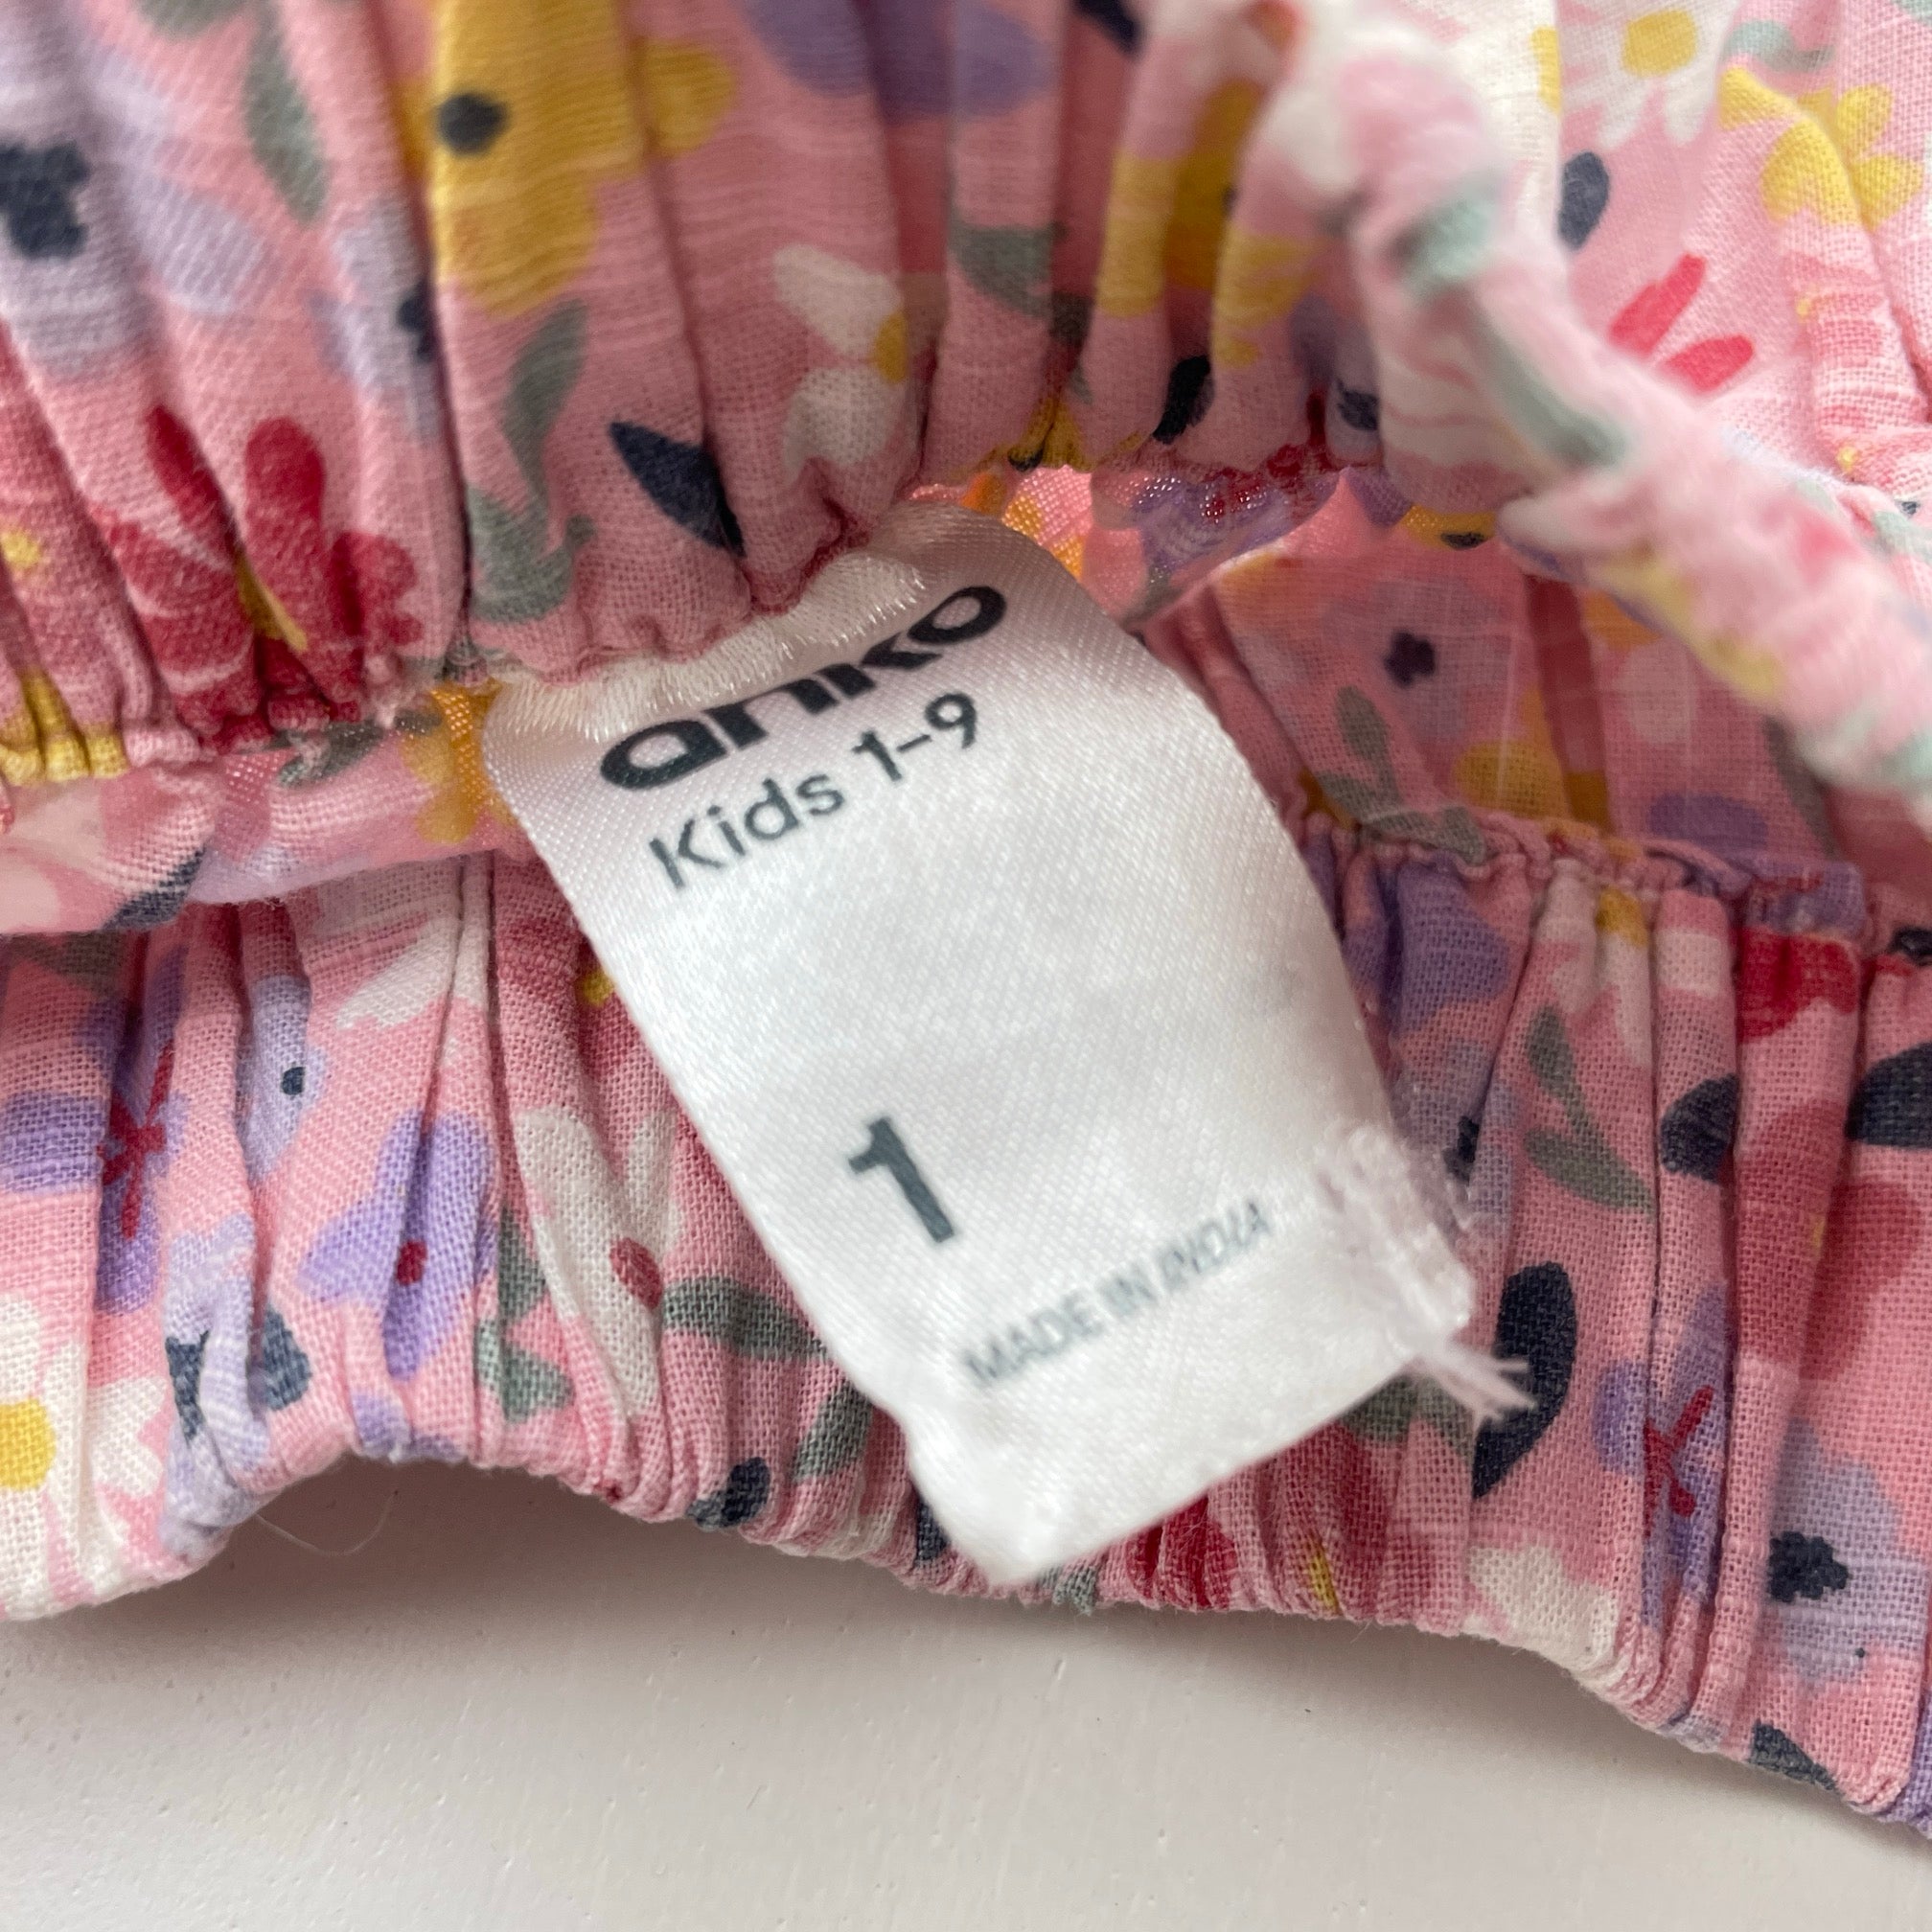 anko
Kids 1-9
1
MADE IN INDIA